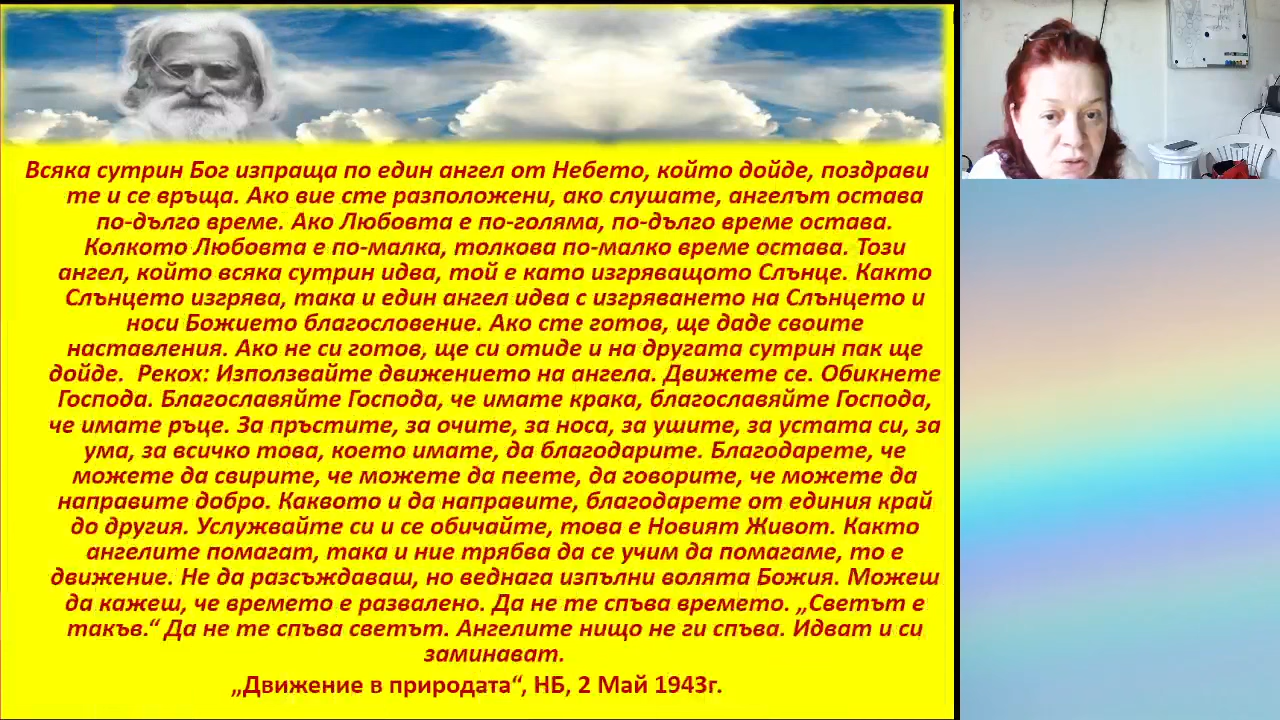 Всяка сутрин Бог изпраща по един ангел от Небето, който дойде, поздрави
те и се връща. Ако вие сте разположени, ако слушате, ангелът остава
по-дълго време. Ако Любовта е по-голяма, по-дълго време остава.
Колкото Любовта е по-малка, толкова по-малко време остава. Този
ангел, който всяка сутрин идва, той е като изгряващото Слънце. Както
Слънцето изгрява, така и един ангел идва с изгряването на Слънцето и
носи Божието благословение. Ако сте готов, ще даде своите
наставления. Ако не си готов, ще си отиде и на другата сутрин пак ще
дойде. Рекох: Използвайте движението на ангела. Движете се. Обикнете
Господа. Благославяйте Господа, че имате крака, благославяйте Господа,
че имате ръце. За пръстите, за очите, за носа, за ушите, за устата си, за
ума, за всичко това, което имате, да благодарите. Благодарете, че
можете да свирите, че можете да пеете, да говорите, че можете да
направите добро. Каквото и да направите, благодарете от единия край
до другия. Услужвайте си и се обичайте, това е Новият Живот. Както
ангелите помагат, така и ние трябва да се учим да помагаме, то е
движение. Не да разсъждаваш, но веднага изпълни волята Божия. Можеш
да кажеш, че времето е развалено. Да не те спъва времето. „Светът е
такъв.“ Да не те спъва светът. Ангелите нищо не ги спъва. Идват и си
заминават.
„Движение в природата“, НБ, 2 Май 1943г.